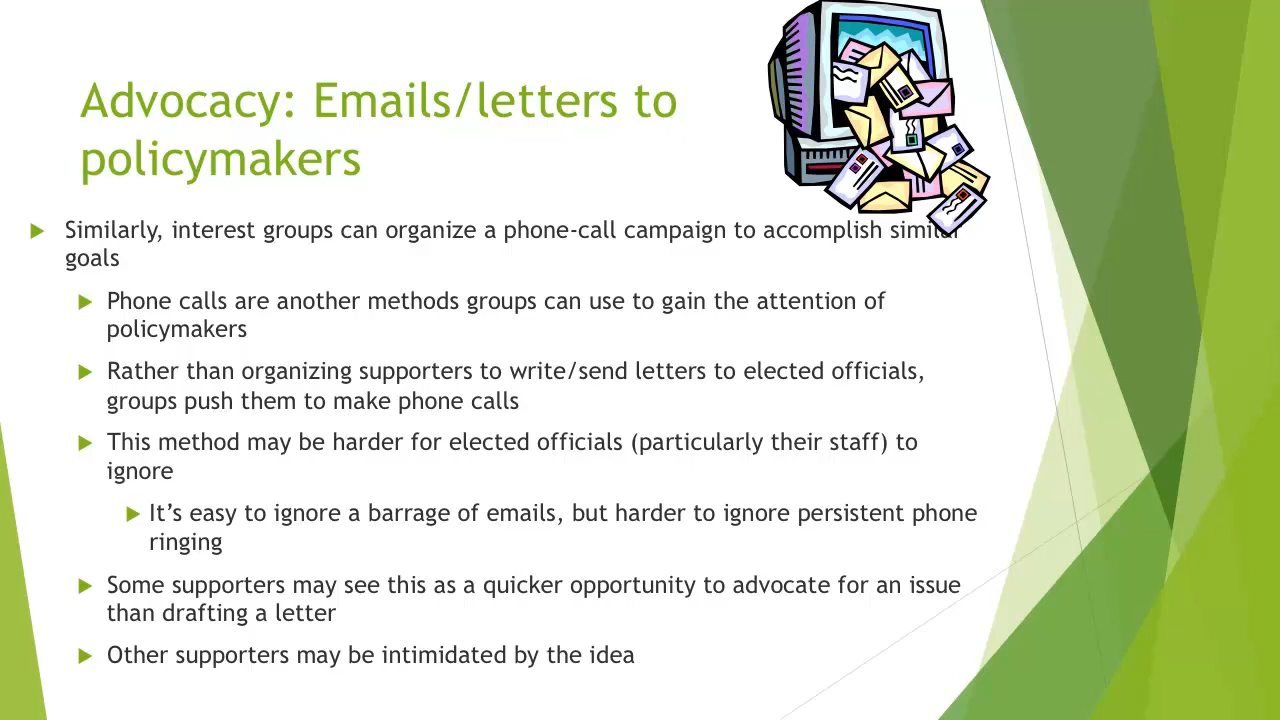 Advocacy: Emails/letters to
policymakers
Similarly, interest groups can organize a phone-call campaign to accomplish similar
goals
Phone calls are another methods groups can use to gain the attention of
policymakers
Rather than organizing supporters to write/send letters to elected officials,
groups push them to make phone calls
This method may be harder for elected officials (particularly their staff) to
ignore
It’s easy to ignore a barrage of emails, but harder to ignore persistent phone
ringing
Some supporters may see this as a quicker opportunity to advocate for an issue
than drafting a letter
Other supporters may be intimidated by the idea